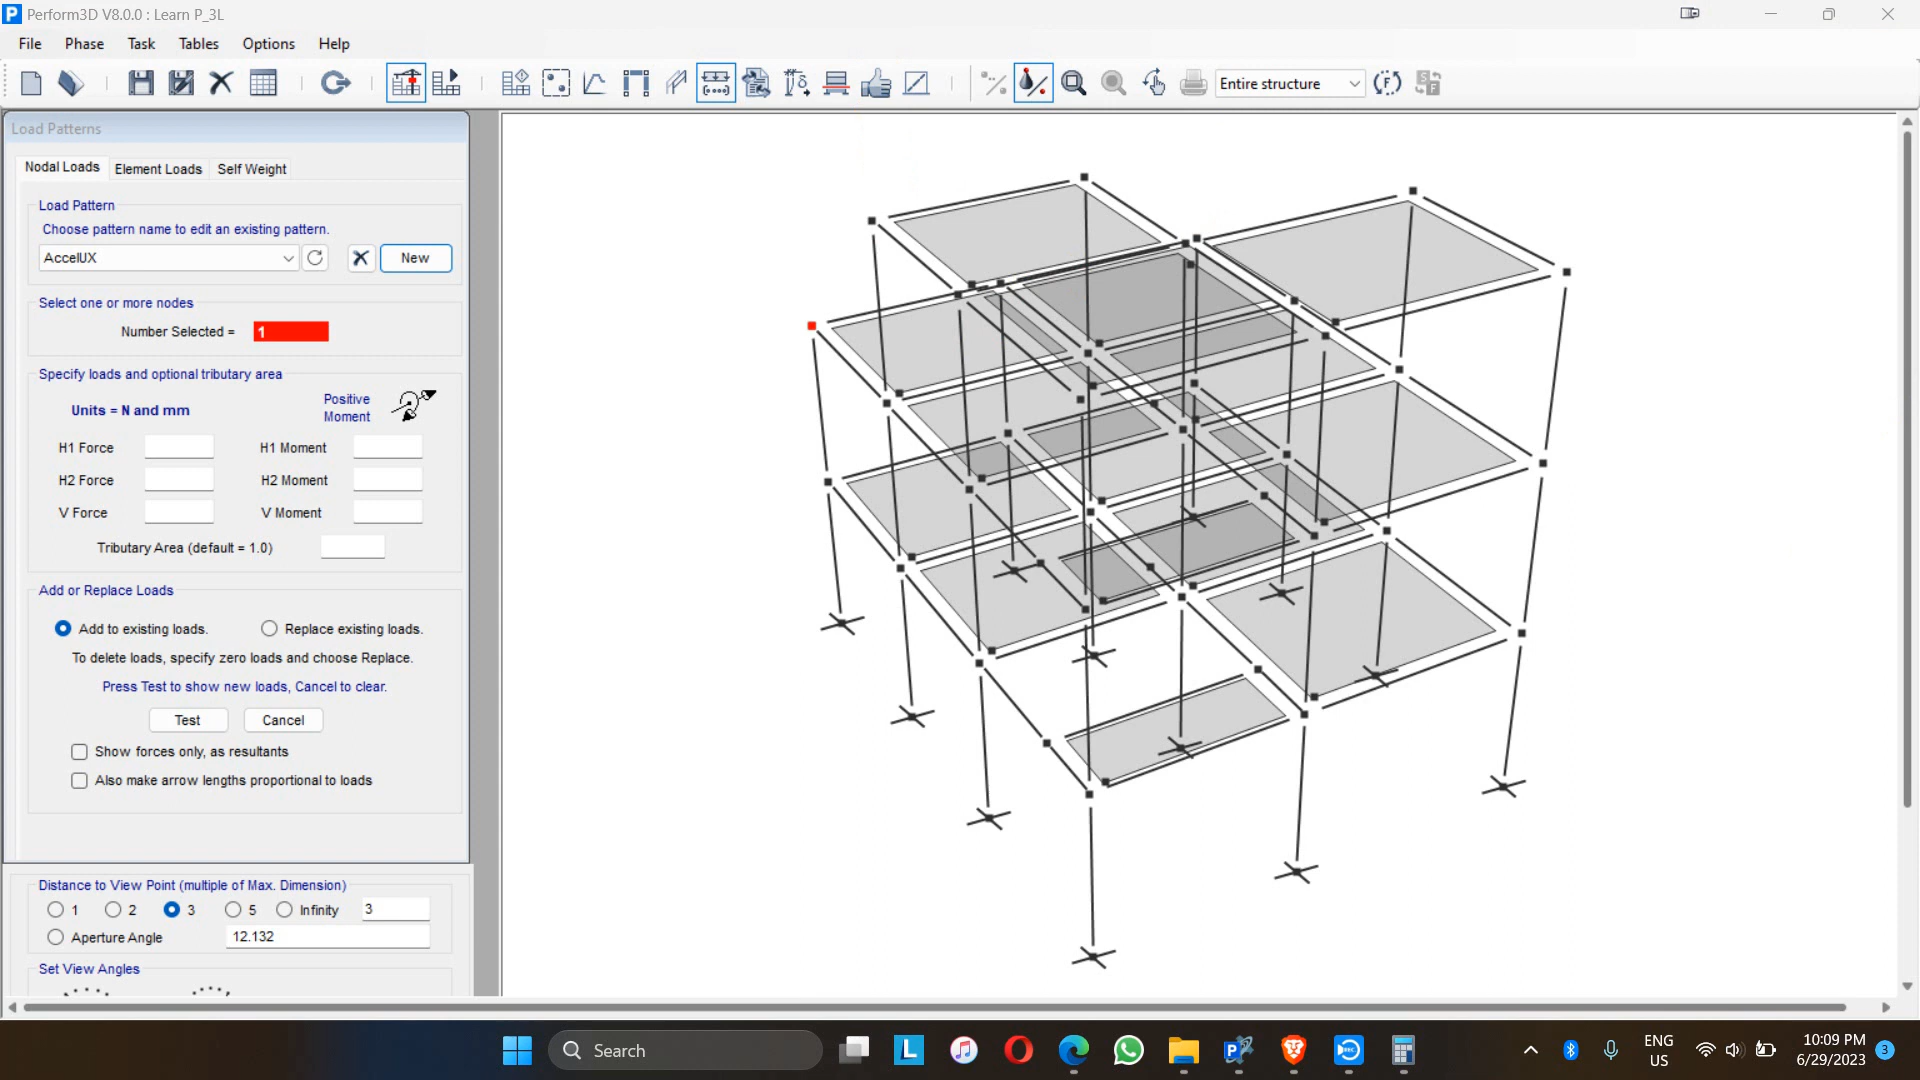 Perform3D V8.0.0 : Learn P_3L
File Phase Task Tables Options Help
Entire structure
Load Patterns
Nodal Loads Element Loads Self Weight
Load Pattern
Choose pattern name to edit an existing pattern.
AccelUX New
Select one or more nodes
Number Selected = 1
Specify loads and optional tributary area
Units = N and mm
Positive
Moment
H1 Force H1 Moment
H2 Force H2 Moment
V Force V Moment
Tributary Area (default = 1.0)
Add or Replace Loads
Add to existing loads. Replace existing loads.
To delete loads, specify zero loads and choose Replace.
Press Test to show new loads, Cancel to clear.
Test Cancel
Show forces only, as resultants
Also make arrow lengths proportional to loads
Distance to View Point (multiple of Max. Dimension)
1 2 3 5 Infinity 3
Aperture Angle 12.132
Set View Angles
Search
ENG
US
10:09 PM
6/29/2023
3